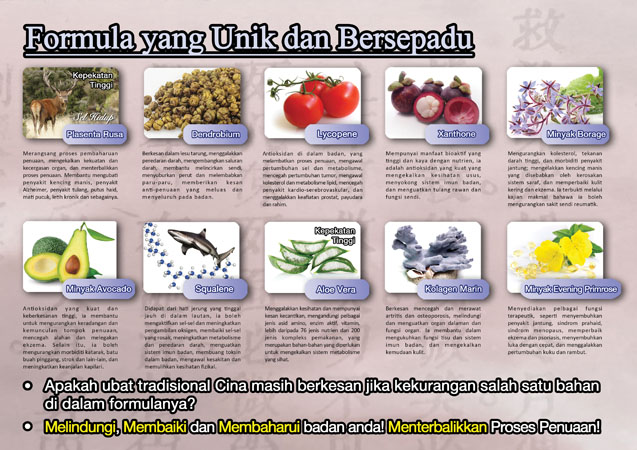 Formula yang Unik dan Bersepadu
Kepekatan
Tinggi
Sel Hidup
Plasenta Rusa
Dendrobium
Lycopene
Xanthone
Minyak Borage
Merangsang proses pembaharuan
penuaan, mengekalkan kekuatan dan
kecergasan organ, dan menterbalikkan
proses penuaan. Membantu mengubati
penyakit kencing manis, penyakit
Alzheimer, penyakit tulang, putus haid,
mati pucuk, letih kronik dan sebagainya.
Berkesan dalam lesu tarung, menggalakkan
peredaran darah, mengembangkan saluran
darah, membantu melincirkan sendi,
menyuburkan perut dan melembapkan
paru-paru, memberikan kesan
anti-penuaan yang meluas dan
menyeluruh pada badan.
Antioksidan di dalam badan, yang
melambatkan proses penuaan, mengawal
pertumbuhan sel dan metabolisme,
mencegah pertumbuhan tumor, mengawal
kolesterol dan metabolisme lipid, mencegah
penyakit kardio-serebrovaskular, dan
menggalakkan kesihatan prostat, payudara
dan rahim.
Mempunyai manfaat bioaktif yang
tinggi dan kaya dengan nutrien, ia
adalah antioksidan yang kuat yang
mengekalkan kesihatan usus,
menyokong sistem imun badan,
dan menguatkan tulang rawan dan
fungsi sendi.
Mengurangkan kolesterol, tekanan
darah tinggi, dan morbiditi penyakit
jantung; mengelakkan kencing manis
yang disebabkan oleh kerosakan
sistem saraf, dan memperbaiki kulit
kering dan ekzema. Ia terbukti melalui
kajian makmal bahawa ia boleh
mengurangkan sakit sendi reumatik.
Kepekatan
Tinggi
Minyak Avocado
Squalene
Aloe Vera
Kolagen Marin
Minyak Evening Primrose
Antioksidan yang kuat dan
keberkesanan tinggi, ia membantu
untuk mengurangkan keradangan dan
kemunculan tompok penuaan,
mencegah alahan dan meragakan
ekzema. Selain itu, ia boleh
mengurangkan morbiditi katarak, batu
buah pinggang, strok dan lain-lain, dan
meningkatkan keanjalan kapilari.
Didapat dari hati jerung yang tinggal
jauh di dalam lautan, ia boleh
mengaktifkan sel-sel dan meningkatkan
pengambilan oksigen, membaiki sel-sel
yang rosak, meningkatkan metabolisme
dan peredaran darah, menguatkan
sistem imun badan, membuang toksin
dalam badan, mengawal kesakitan dan
memulihkan kesihatan fizikal.
Menggalakkan kesihatan dan mempunyai
kesan kecantikan, mengandungi pelbagai
jenis asid amino, enzim aktif, vitamin,
lebih daripada 76 jenis nutrien dan 200
jenis kompleks pemakanan, yang
merupakan bahan-bahan yang diperlukan
untuk mengekalkan sistem metabolisme
yang sihat.
Berkesan mencegah dan merawat
artritis dan osteoporosis, melindungi
dan menguatkan organ dalaman dan
fungsi organ. Ia membantu dalam
mengukuhkan fungsi tisu dan sistem
imun badan, dan mengekalkan
kemudaan kulit.
Menyediakan pelbagai fungsi
terapeutik, seperti menyembuhkan
penyakit jantung, sindrom prahaid,
sindrom menopaus, memperbaiki
ekzema dan psoriasis, menyembuhkan
luka dengan cepat, dan menggalakkan
pertumbuhan kuku dan rambut.
• Apakah ubat tradisional Cina masih berkesan jika kekurangan salah satu bahan
di dalam formulanya?
• Melindungi, Membaiki dan Membaharui badan anda! Menterbalikkan Proses Penuaan!